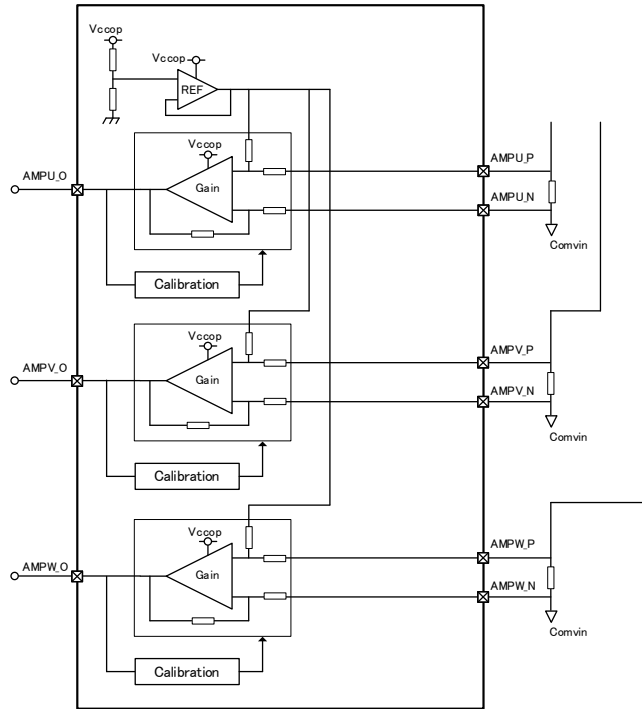 Vccop
Vccop
REF
Vccop
Gain
AMPU_O
AMPU_P
AMPU_N
Comvin
Calibration
Vccop
Gain
AMPV_O
AMPV_P
AMPV_N
Comvin
Calibration
Vccop
Gain
AMPW_O
AMPW_P
AMPW_N
Comvin
Calibration